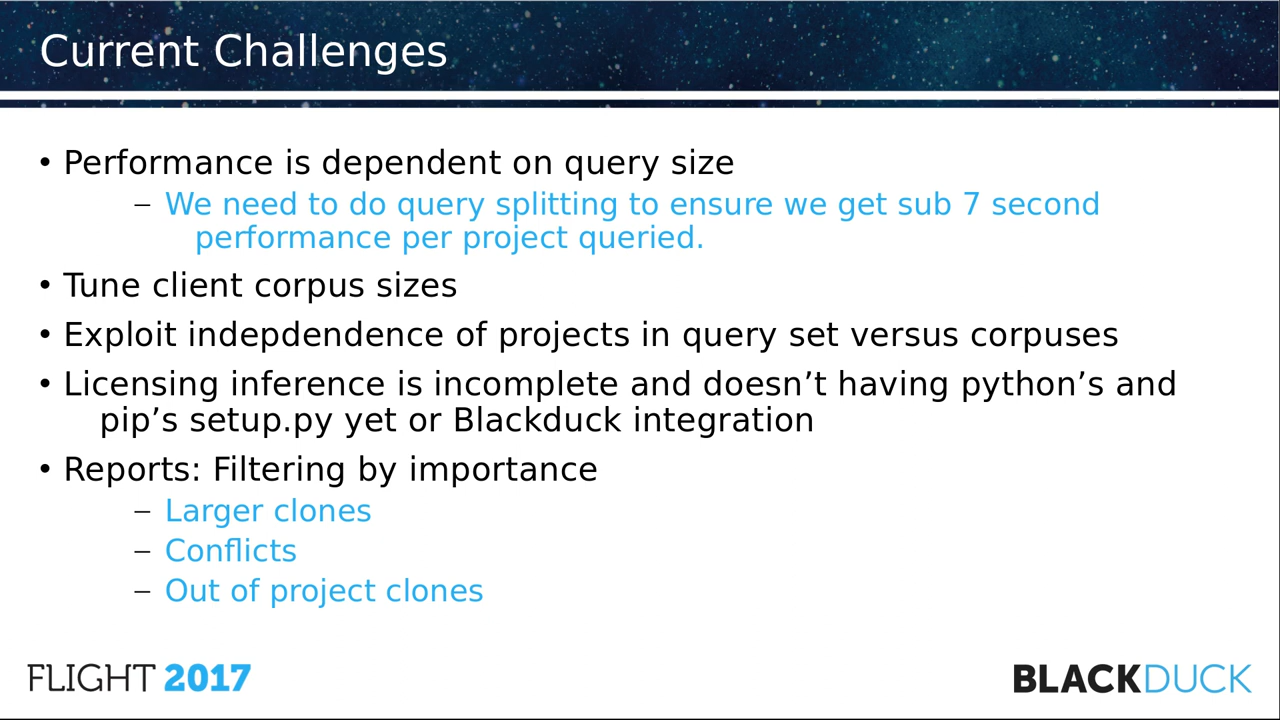 Current Challenges
• Performance is dependent on query size
– We need to do query splitting to ensure we get sub 7 second
performance per project queried.
• Tune client corpus sizes
• Exploit indepdendence of projects in query set versus corpuses
• Licensing inference is incomplete and doesn’t having python’s and
pip’s setup.py yet or Blackduck integration
• Reports: Filtering by importance
– Larger clones
– Conflicts
– Out of project clones
FLIGHT 2017
BLACKDUCK